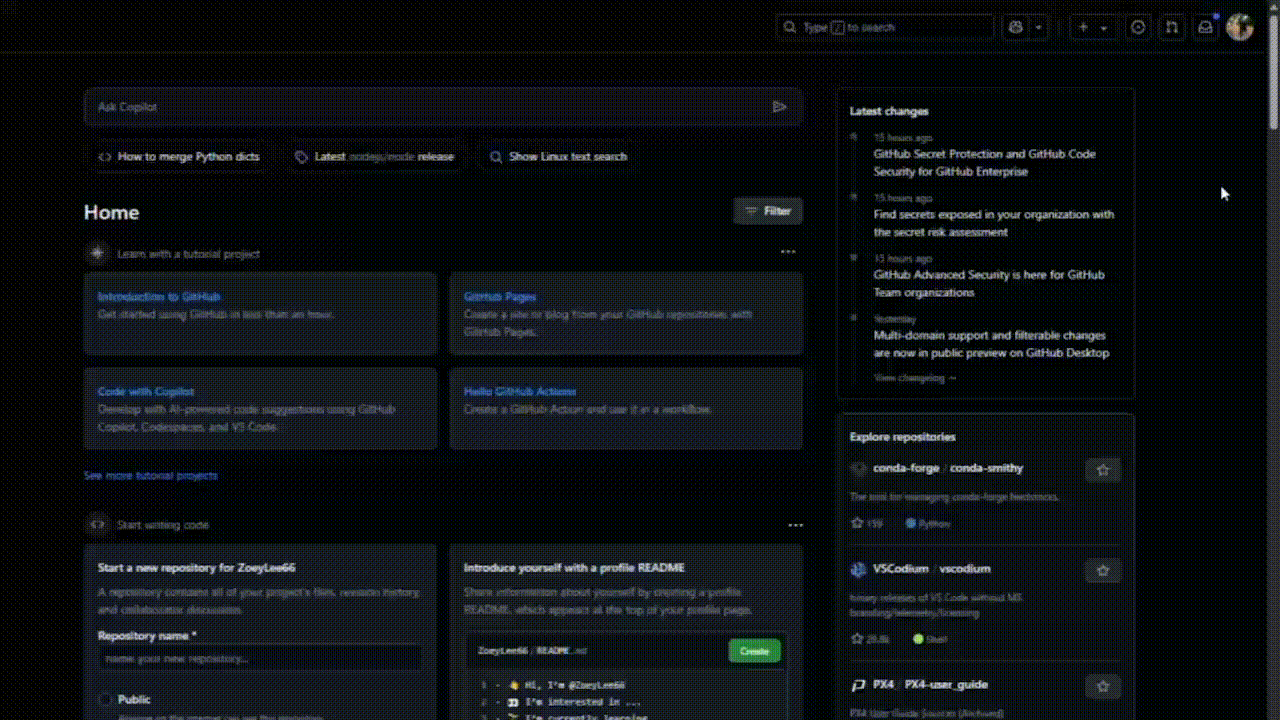 Type / to search
Ask Copilot
How to merge Python dicts
Latest nodejs/node release
Show Linux text search
Home
Filter
Learn with a tutorial project
Introduction to GitHub
Get started using GitHub in less than an hour.
GitHub Pages
Create a site or blog from your GitHub repositories with
GitHub Pages.
Code with Copilot
Develop with AI-powered code suggestions using GitHub
Copilot, Codespaces, and VS Code.
Hello GitHub Actions
Create a GitHub Action and use it in a workflow.
See more tutorial projects
Start writing code
Start a new repository for ZoeyLee66
A repository contains all of your project's files, revision history,
and collaborator discussion.
Repository name *
name your new repository...
Public
Introduce yourself with a profile README
Share information about yourself by creating a profile
README, which appears at the top of your profile page.
ZoeyLee66 / README .md
Create
1 - 👋 Hi, I'm @ZoeyLee66
2 - 👀 I'm interested in ...
3 - 🌱 I'm currently learning
Latest changes
15 hours ago
GitHub Secret Protection and GitHub Code
Security for GitHub Enterprise
15 hours ago
Find secrets exposed in your organization with
the secret risk assessment
15 hours ago
GitHub Advanced Security is here for GitHub
Team organizations
Yesterday
Multi-domain support and filterable changes
are now in public preview on GitHub Desktop
View changelog →
Explore repositories
conda-forge / conda-smithy
The tool for managing conda-forge feedstocks.
159
Python
VSCodium / vscodium
binary releases of VS Code without MS
branding/telemetry/licensing
Shell
PX4 / PX4-user_guide
PX4 User Guide Sources [Archived]